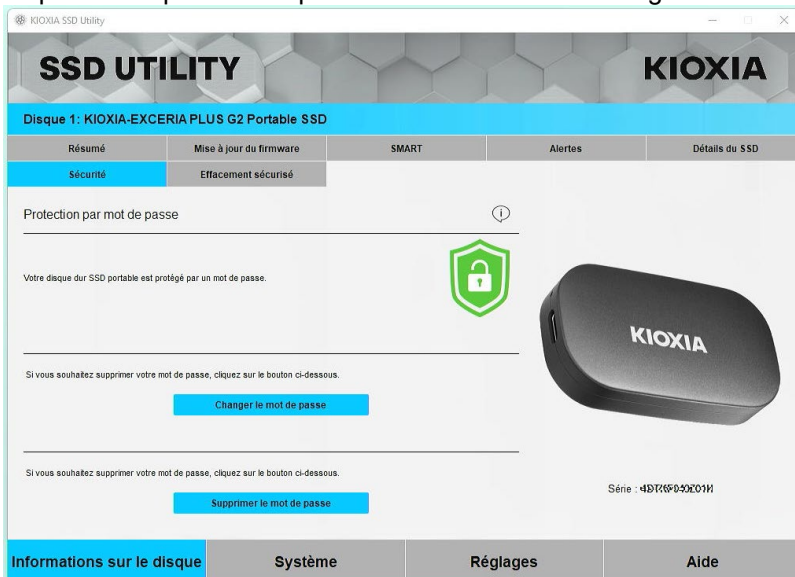 KIOXIA SSD Utility
SSD UTILITY
KIOXIA
Disque 1: KIOXIA-EXCERIA PLUS G2 Portable SSD
Résumé
Mise à jour du firmware
SMART
Alertes
Détails du SSD
Sécurité
Effacement sécurisé
Protection par mot de passe
Votre disque dur SSD portable est protégé par un mot de passe.
KIOXIA
Si vous souhaitez supprimer votre mot de passe, cliquez sur le bouton ci-dessous.
Changer le mot de passe
Si vous souhaitez supprimer votre mot de passe, cliquez sur le bouton ci-dessous.
Série :
Supprimer le mot de passe
Informations sur le disque
Système
Réglages
Aide